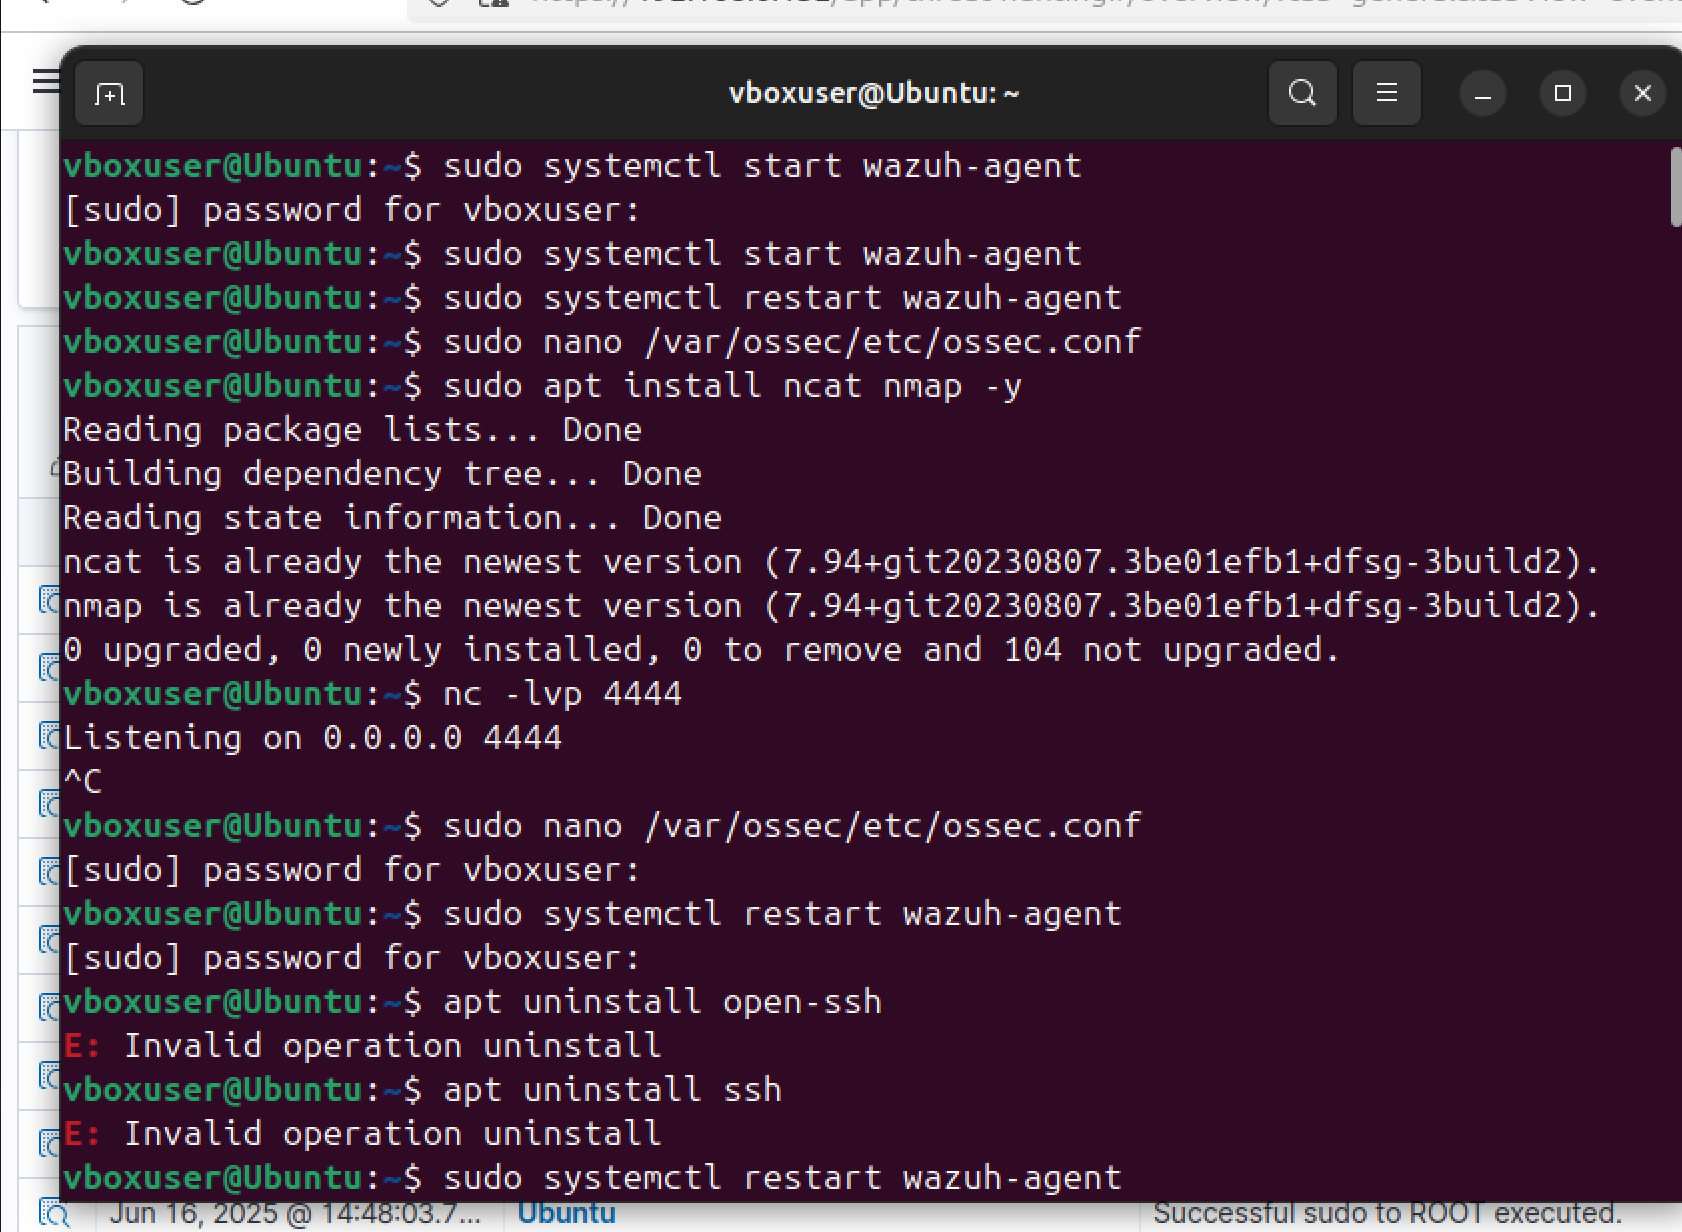 vboxuser@Ubuntu: ~
vboxuser@Ubuntu:~$ sudo systemctl start wazuh-agent
[sudo] password for vboxuser:
vboxuser@Ubuntu:~$ sudo systemctl start wazuh-agent
vboxuser@Ubuntu:~$ sudo systemctl restart wazuh-agent
vboxuser@Ubuntu:~$ sudo nano /var/ossec/etc/ossec.conf
vboxuser@Ubuntu:~$ sudo apt install ncat nmap -y
Reading package lists... Done
Building dependency tree... Done
Reading state information... Done
ncat is already the newest version (7.94+git20230807.3be01efb1+dfsg-3build2).
nmap is already the newest version (7.94+git20230807.3be01efb1+dfsg-3build2).
0 upgraded, 0 newly installed, 0 to remove and 104 not upgraded.
vboxuser@Ubuntu:~$ nc -lvp 4444
Listening on 0.0.0.0 4444
^C
vboxuser@Ubuntu:~$ sudo nano /var/ossec/etc/ossec.conf
[sudo] password for vboxuser:
vboxuser@Ubuntu:~$ sudo systemctl restart wazuh-agent
[sudo] password for vboxuser:
vboxuser@Ubuntu:~$ apt uninstall open-ssh
E: Invalid operation uninstall
vboxuser@Ubuntu:~$ apt uninstall ssh
E: Invalid operation uninstall
vboxuser@Ubuntu:~$ sudo systemctl restart wazuh-agent
Jun 16, 2025 @ 14:48:03.7... Ubuntu Successful sudo to ROOT executed.